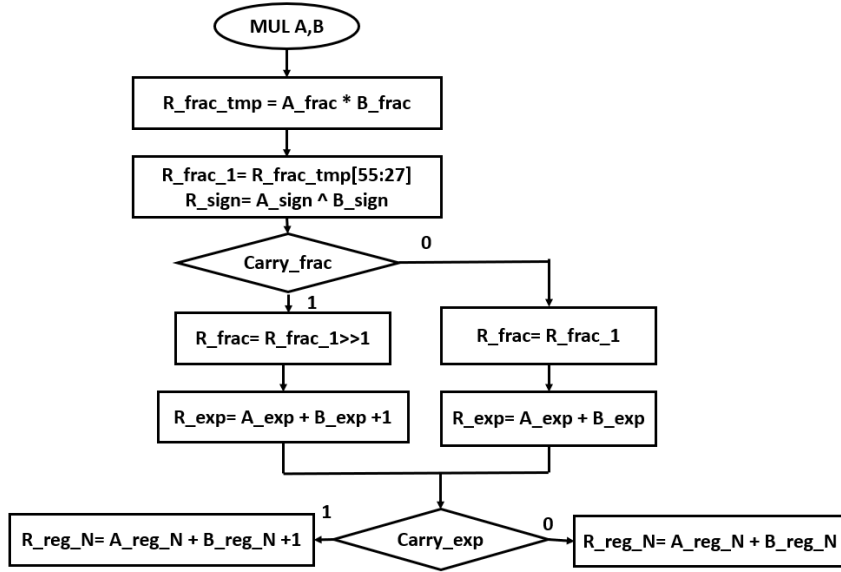 MUL A,B
R_frac_tmp = A_frac * B_frac
R_frac_1= R_frac_tmp[55:27]
R_sign= A_sign ^ B_sign
0
Carry_frac
1
R_frac= R_frac_1>>1
R_frac= R_frac_1
R_exp= A_exp + B_exp +1
R_exp= A_exp + B_exp
1
0
R_reg_N= A_reg_N + B_reg_N +1
Carry_exp
R_reg_N= A_reg_N + B_reg_N